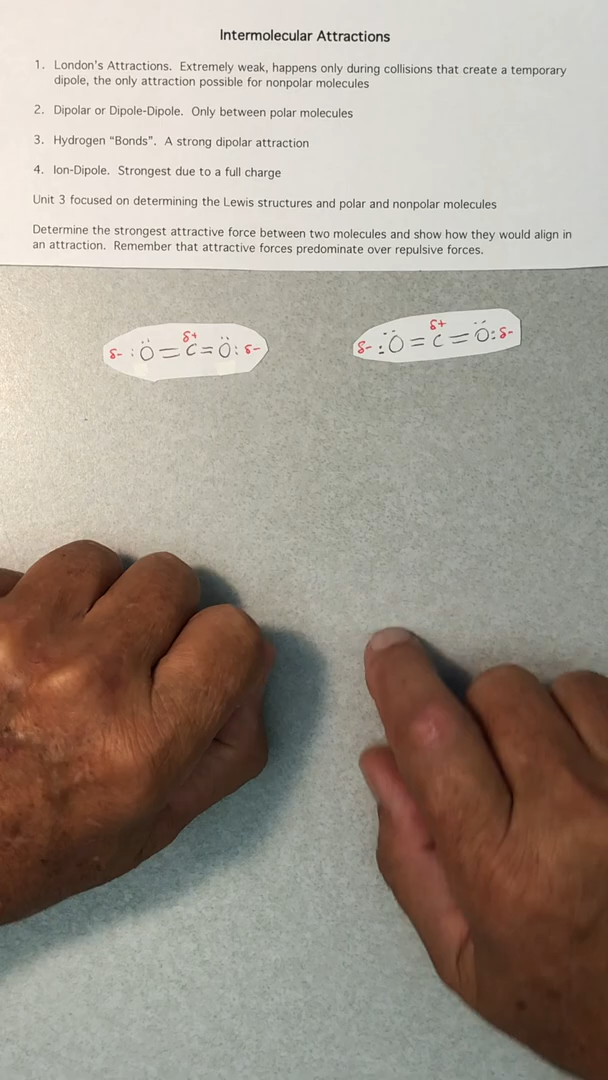 Intermolecular Attractions
1. London's Attractions. Extremely weak, happens only during collisions that create a temporary
dipole, the only attraction possible for nonpolar molecules
2. Dipolar or Dipole-Dipole. Only between polar molecules
3. Hydrogen "Bonds". A strong dipolar attraction
4. Ion-Dipole. Strongest due to a full charge
Unit 3 focused on determining the Lewis structures and polar and nonpolar molecules
Determine the strongest attractive force between two molecules and show how they would align in
an attraction. Remember that attractive forces predominate over repulsive forces.
δ+
δ- :Ö=C=Ö: δ-
δ+
δ- :Ö=C=Ö: δ-